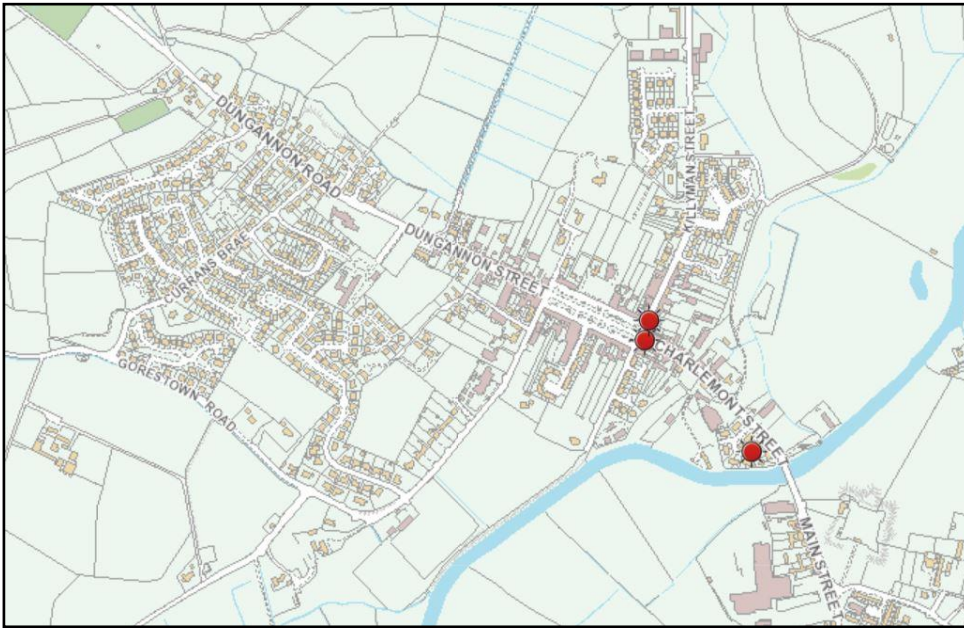 DUNGANNON ROAD
KILLYMAN STREET
DUNGANNON STREET
CURRANS BRAE
CHARLEMONT STREET
GORESTOWN ROAD
MAIN STREET